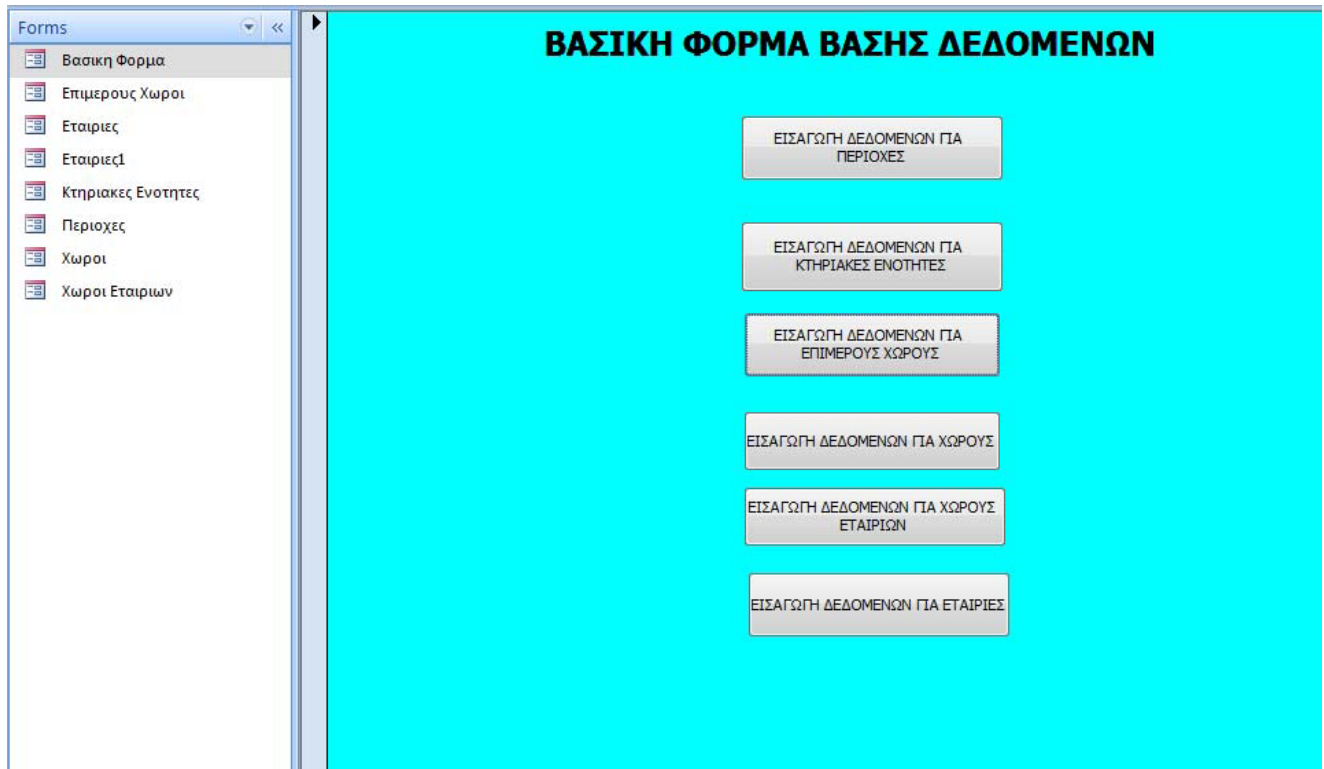 Forms
Βασικη Φορμα
Επιμερους Χωροι
Εταιριες
Εταιριες1
Κτηριακες Ενοτητες
Περιοχες
Χωροι
Χωροι Εταιριων
ΒΑΣΙΚΗ ΦΟΡΜΑ ΒΑΣΗΣ ΔΕΔΟΜΕΝΩΝ
ΕΙΣΑΓΩΓΗ ΔΕΔΟΜΕΝΩΝ ΓΙΑ
ΠΕΡΙΟΧΕΣ
ΕΙΣΑΓΩΓΗ ΔΕΔΟΜΕΝΩΝ ΓΙΑ
ΚΤΗΡΙΑΚΕΣ ΕΝΟΤΗΤΕΣ
ΕΙΣΑΓΩΓΗ ΔΕΔΟΜΕΝΩΝ ΓΙΑ
ΕΠΙΜΕΡΟΥΣ ΧΩΡΟΥΣ
ΕΙΣΑΓΩΓΗ ΔΕΔΟΜΕΝΩΝ ΓΙΑ ΧΩΡΟΥΣ
ΕΙΣΑΓΩΓΗ ΔΕΔΟΜΕΝΩΝ ΓΙΑ ΧΩΡΟΥΣ
ΕΤΑΙΡΙΩΝ
ΕΙΣΑΓΩΓΗ ΔΕΔΟΜΕΝΩΝ ΓΙΑ ΕΤΑΙΡΙΕΣ